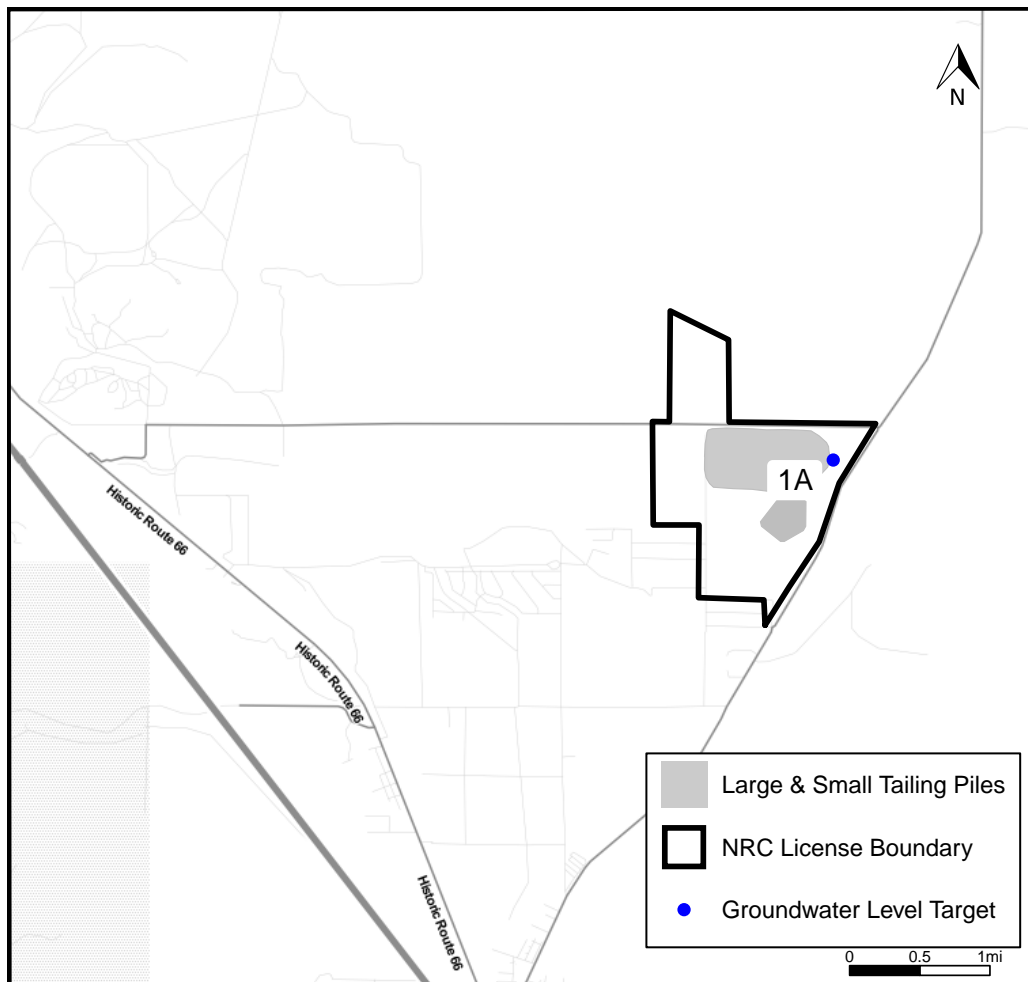 N
1A
Historic Route 66
Historic Route 66
Historic Route 66
Large & Small Tailing Piles
NRC License Boundary
Groundwater Level Target
0 0.5 1mi